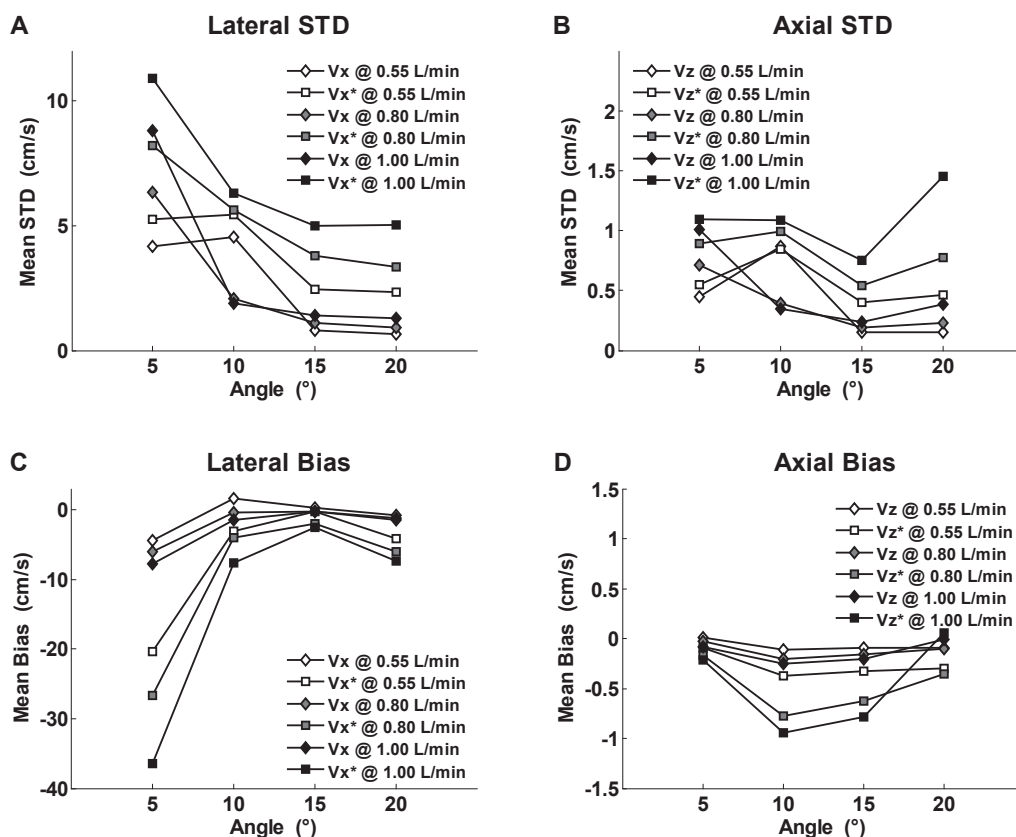 A
Lateral STD
Mean STD (cm/s)
10
5
0
Vx @ 0.55 L/min
Vx* @ 0.55 L/min
Vx @ 0.80 L/min
Vx* @ 0.80 L/min
Vx @ 1.00 L/min
Vx* @ 1.00 L/min
5 10 15 20
Angle (°)
B
Axial STD
Mean STD (cm/s)
2
1.5
1
0.5
0
Vz @ 0.55 L/min
Vz* @ 0.55 L/min
Vz @ 0.80 L/min
Vz* @ 0.80 L/min
Vz @ 1.00 L/min
Vz* @ 1.00 L/min
5 10 15 20
Angle (°)
C
Lateral Bias
Mean Bias (cm/s)
0
-10
-20
-30
-40
Vx @ 0.55 L/min
Vx* @ 0.55 L/min
Vx @ 0.80 L/min
Vx* @ 0.80 L/min
Vx @ 1.00 L/min
Vx* @ 1.00 L/min
5 10 15 20
Angle (°)
D
Axial Bias
Mean Bias (cm/s)
1.5
1
0.5
0
-0.5
-1
-1.5
Vz @ 0.55 L/min
Vz* @ 0.55 L/min
Vz @ 0.80 L/min
Vz* @ 0.80 L/min
Vz @ 1.00 L/min
Vz* @ 1.00 L/min
5 10 15 20
Angle (°)